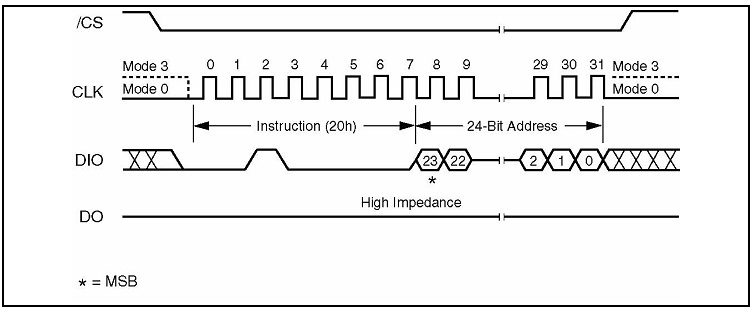 /CS
Mode 3 0 1 2 3 4 5 6 7 8 9 29 30 31 Mode 3
CLK Mode 0 Mode 0
Instruction (20h) 24-Bit Address
DIO 23 22 2 1 0
*
High Impedance
DO
* = MSB